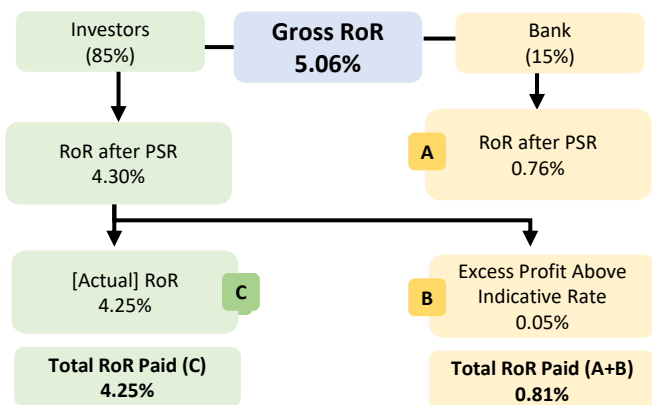 Investors
(85%)
Gross RoR
5.06%
Bank
(15%)
RoR after PSR
4.30%
A
RoR after PSR
0.76%
[Actual] RoR
4.25%
C
B
Excess Profit Above
Indicative Rate
0.05%
Total RoR Paid (C)
4.25%
Total RoR Paid (A+B)
0.81%